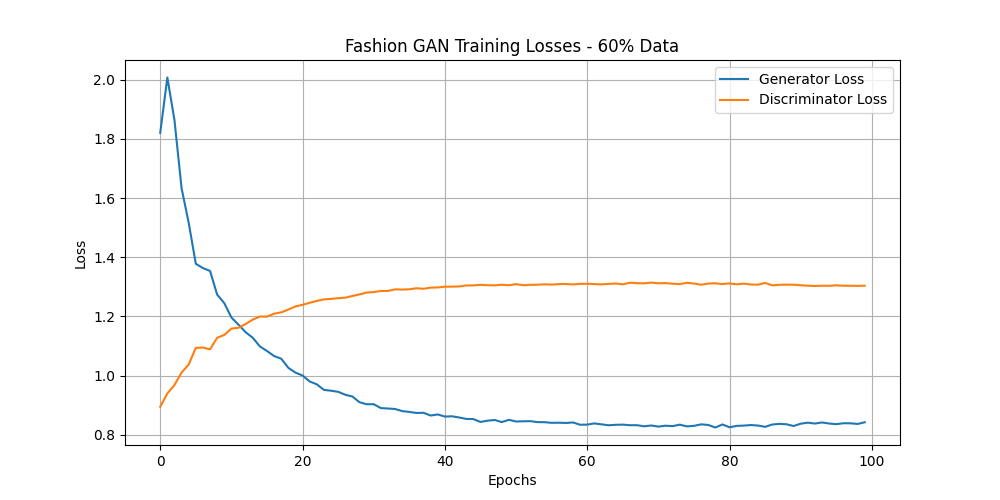 Fashion GAN Training Losses - 60% Data
Generator Loss
Discriminator Loss
2.0
1.8
1.6
1.4
1.2
1.0
0.8
Loss
0
20
40
60
80
100
Epochs